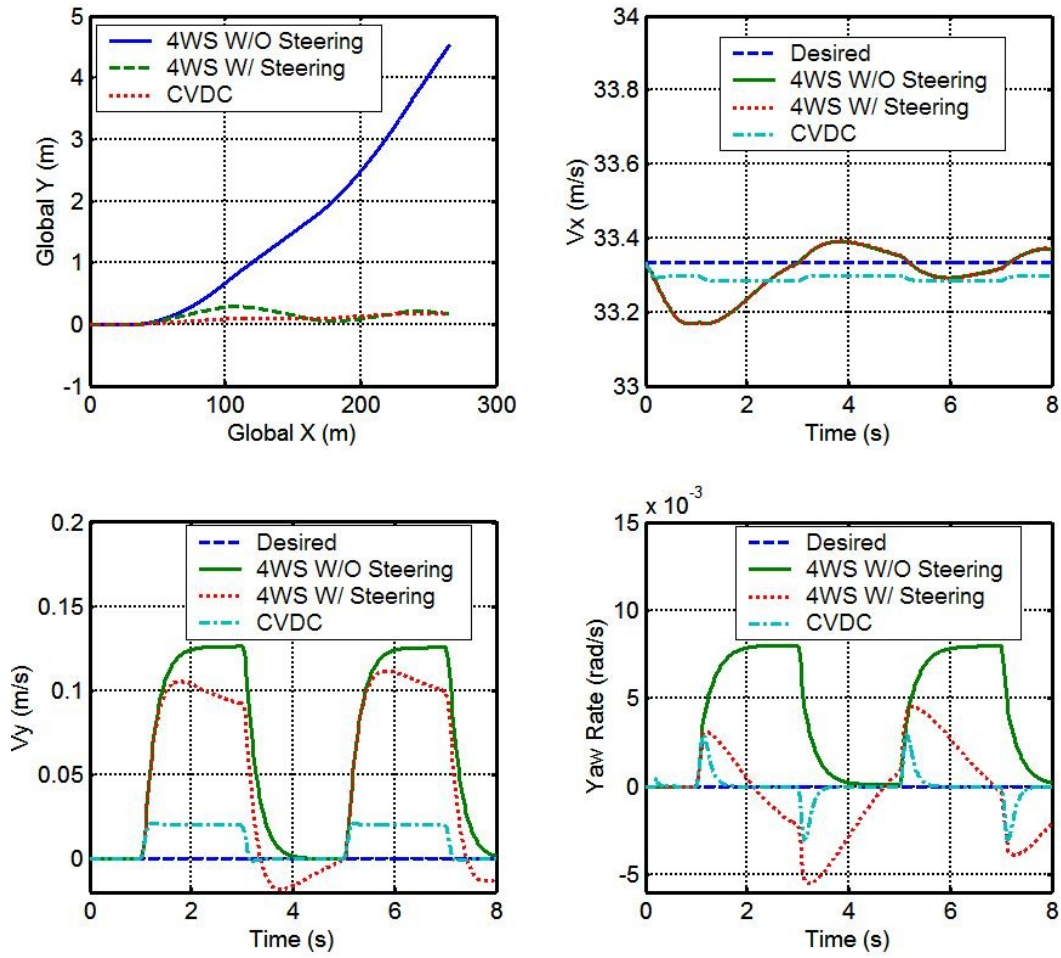 5
4
3
2
1
0
-1
Global Y (m)
4WS W/O Steering
4WS W/ Steering
CVDC
0
100
200
300
Global X (m)
34
33.8
33.6
33.4
33.2
33
Vx (m/s)
Desired
4WS W/O Steering
4WS W/ Steering
CVDC
0
2
4
6
8
Time (s)
0.2
0.15
0.1
0.05
0
Vy (m/s)
Desired
4WS W/O Steering
4WS W/ Steering
CVDC
0
2
4
6
8
Time (s)
x 10^-3
15
10
5
0
-5
Yaw Rate (rad/s)
Desired
4WS W/O Steering
4WS W/ Steering
CVDC
0
2
4
6
8
Time (s)